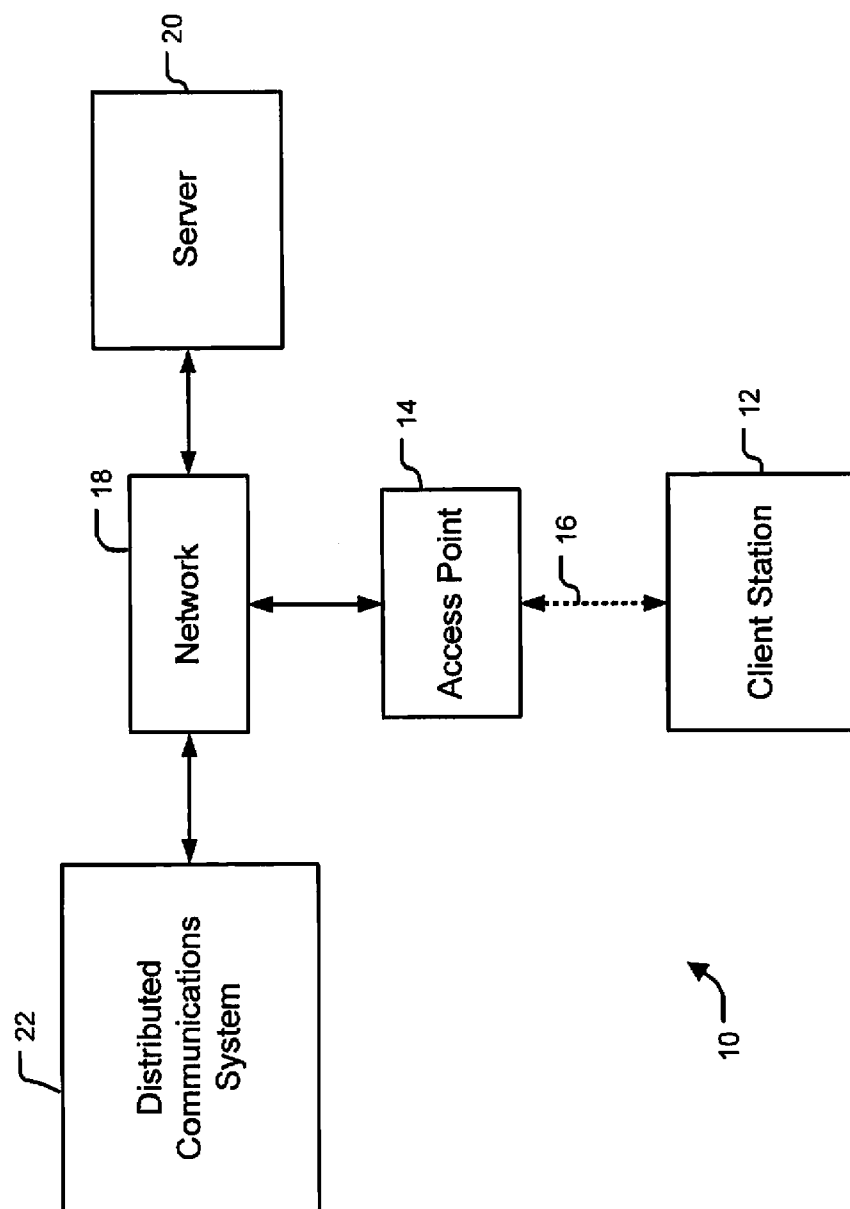 22
Distributed
Communications
System
18
Network
20
Server
14
Access Point
16
12
Client Station
10